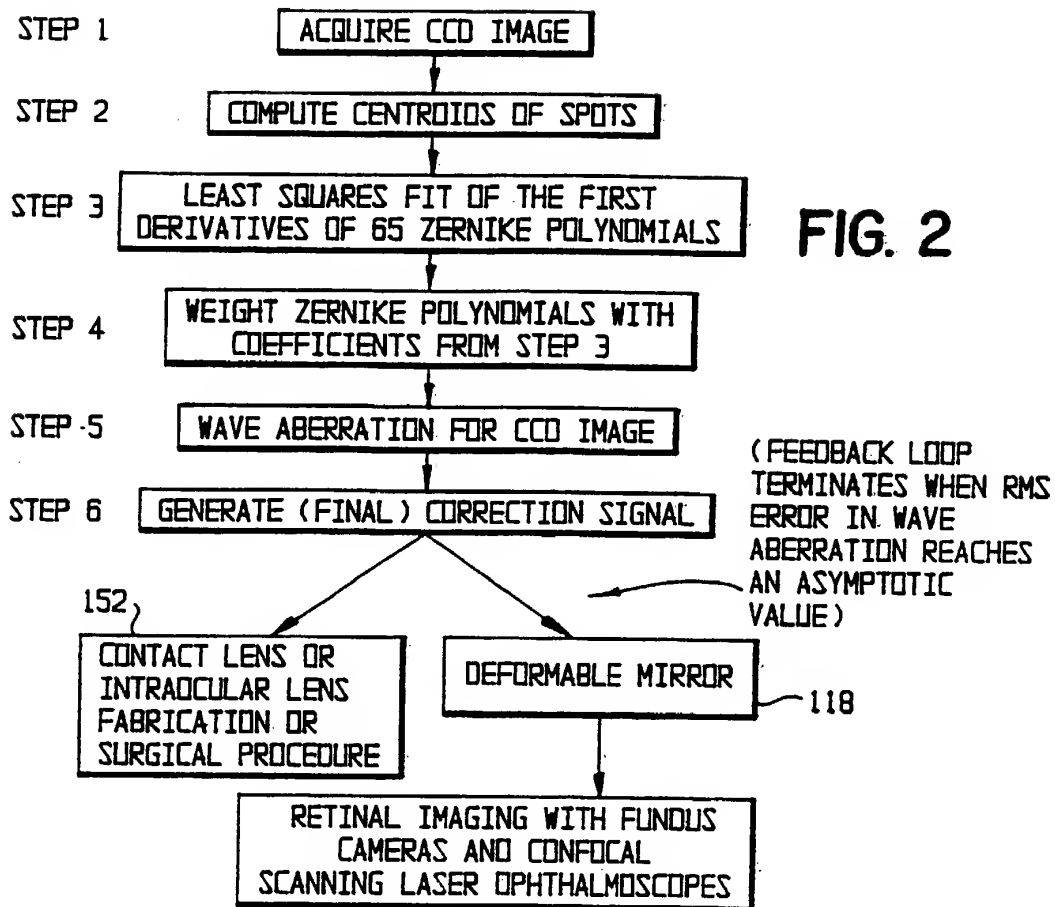 STEP 1
ACQUIRE CCD IMAGE
STEP 2
COMPUTE CENTROIDS OF SPOTS
STEP 3
LEAST SQUARES FIT OF THE FIRST
DERIVATIVES OF 65 ZERNIKE POLYNOMIALS
FIG. 2
STEP 4
WEIGHT ZERNIKE POLYNOMIALS WITH
COEFFICIENTS FROM STEP 3
STEP 5
WAVE ABERRATION FOR CCD IMAGE
STEP 6
GENERATE (FINAL) CORRECTION SIGNAL
(FEEDBACK LOOP
TERMINATES WHEN RMS
ERROR IN WAVE
ABERRATION REACHES
AN ASYMPTOTIC
VALUE)
152
CONTACT LENS OR
INTRAOCULAR LENS
FABRICATION OR
SURGICAL PROCEDURE
DEFORMABLE MIRROR
118
RETINAL IMAGING WITH FUNDUS
CAMERAS AND CONFOCAL
SCANNING LASER OPHTHALMOSCOPES